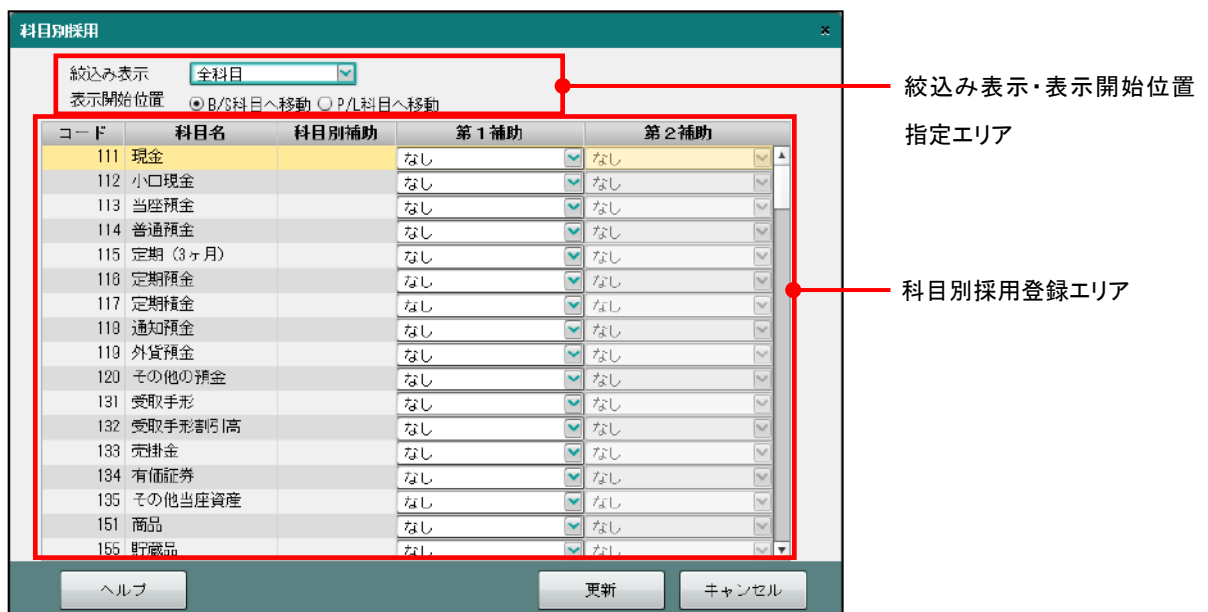 科目別採用
絞込み表示 全科目
表示開始位置 B/S科目へ移動 P/L科目へ移動
絞込み表示・表示開始位置
指定エリア
コード 科目名 科目別補助 第1補助 第2補助
111 現金 なし なし
112 小口現金 なし なし
113 当座預金 なし なし
114 普通預金 なし なし
115 定期（3ヶ月） なし なし
116 定期預金 なし なし
117 定期積金 なし なし
118 通知預金 なし なし
119 外貨預金 なし なし
120 その他の預金 なし なし
131 受取手形 なし なし
132 受取手形割引高 なし なし
133 売掛金 なし なし
134 有価証券 なし なし
135 その他当座資産 なし なし
151 商品 なし なし
155 貯蔵品 なし なし
科目別採用登録エリア
ヘルプ 更新 キャンセル